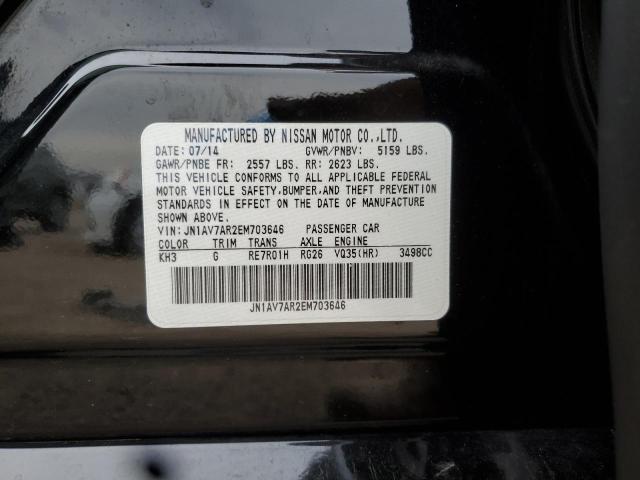 MANUFACTURED BY NISSAN MOTOR CO.,LTD.
DATE: 07/14 GVWR/PNBV: 5159 LBS.
GAWR/PNBE FR: 2557 LBS. RR: 2623 LBS.
THIS VEHICLE CONFORMS TO ALL APPLICABLE FEDERAL
MOTOR VEHICLE SAFETY,BUMPER,AND THEFT PREVENTION
STANDARDS IN EFFECT ON THE DATE OF MANUFACTURE
SHOWN ABOVE.
VIN: JN1AV7AR2EM703646 PASSENGER CAR
COLOR TRIM TRANS AXLE ENGINE
KH3 G RE7R01H RG26 VQ35(HR) 3498CC
JN1AV7AR2EM703646